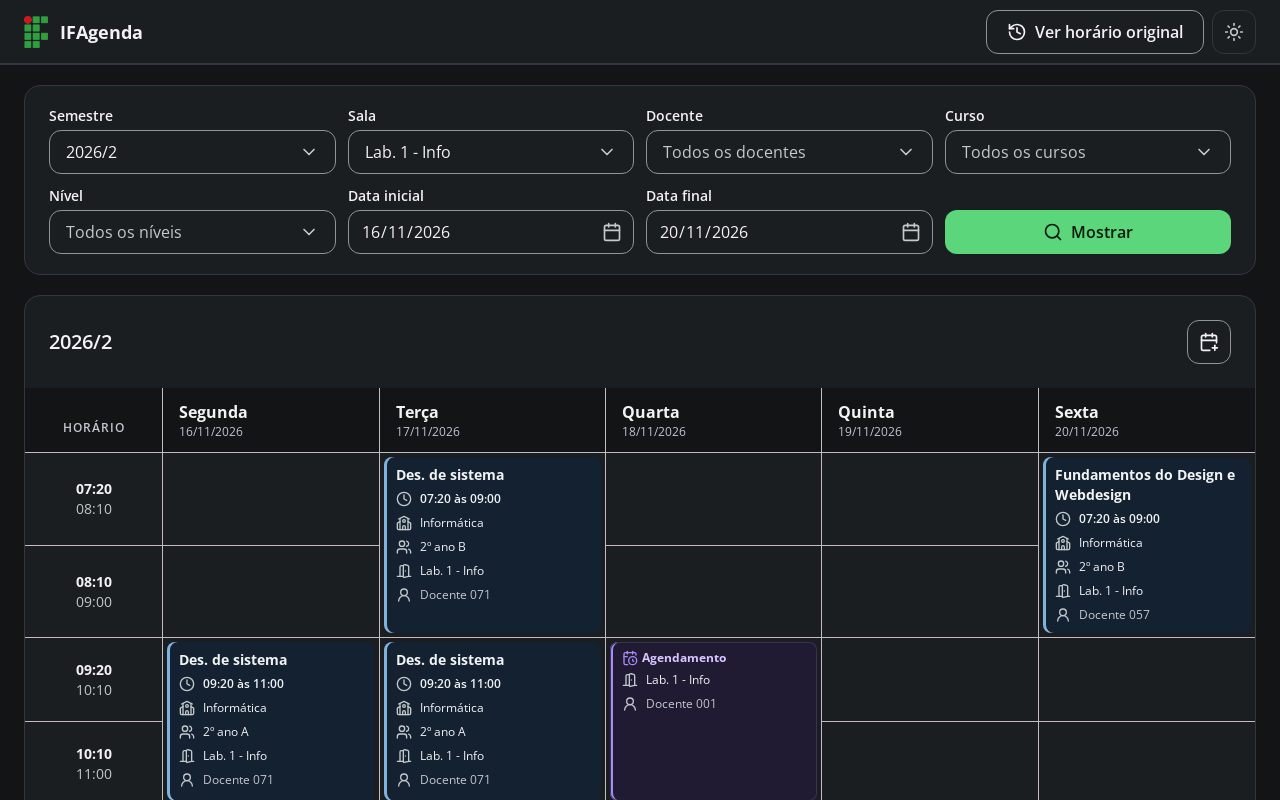 IFAgenda
Ver horário original
Semestre
Sala
Docente
Curso
2026/2
Lab. 1 - Info
Todos os docentes
Todos os cursos
Nível
Data inicial
Data final
Todos os níveis
16/11/2026
20/11/2026
Mostrar
2026/2
HORÁRIO
Segunda
16/11/2026
Terça
17/11/2026
Quarta
18/11/2026
Quinta
19/11/2026
Sexta
20/11/2026
07:20
08:10
Des. de sistema
07:20 às 09:00
Informática
2º ano B
Lab. 1 - Info
Docente 071
Fundamentos do Design e
Webdesign
07:20 às 09:00
Informática
2º ano B
Lab. 1 - Info
Docente 057
08:10
09:00
09:20
10:10
Des. de sistema
09:20 às 11:00
Informática
2º ano A
Lab. 1 - Info
Docente 071
Des. de sistema
09:20 às 11:00
Informática
2º ano A
Lab. 1 - Info
Docente 071
Agendamento
Lab. 1 - Info
Docente 001
10:10
11:00